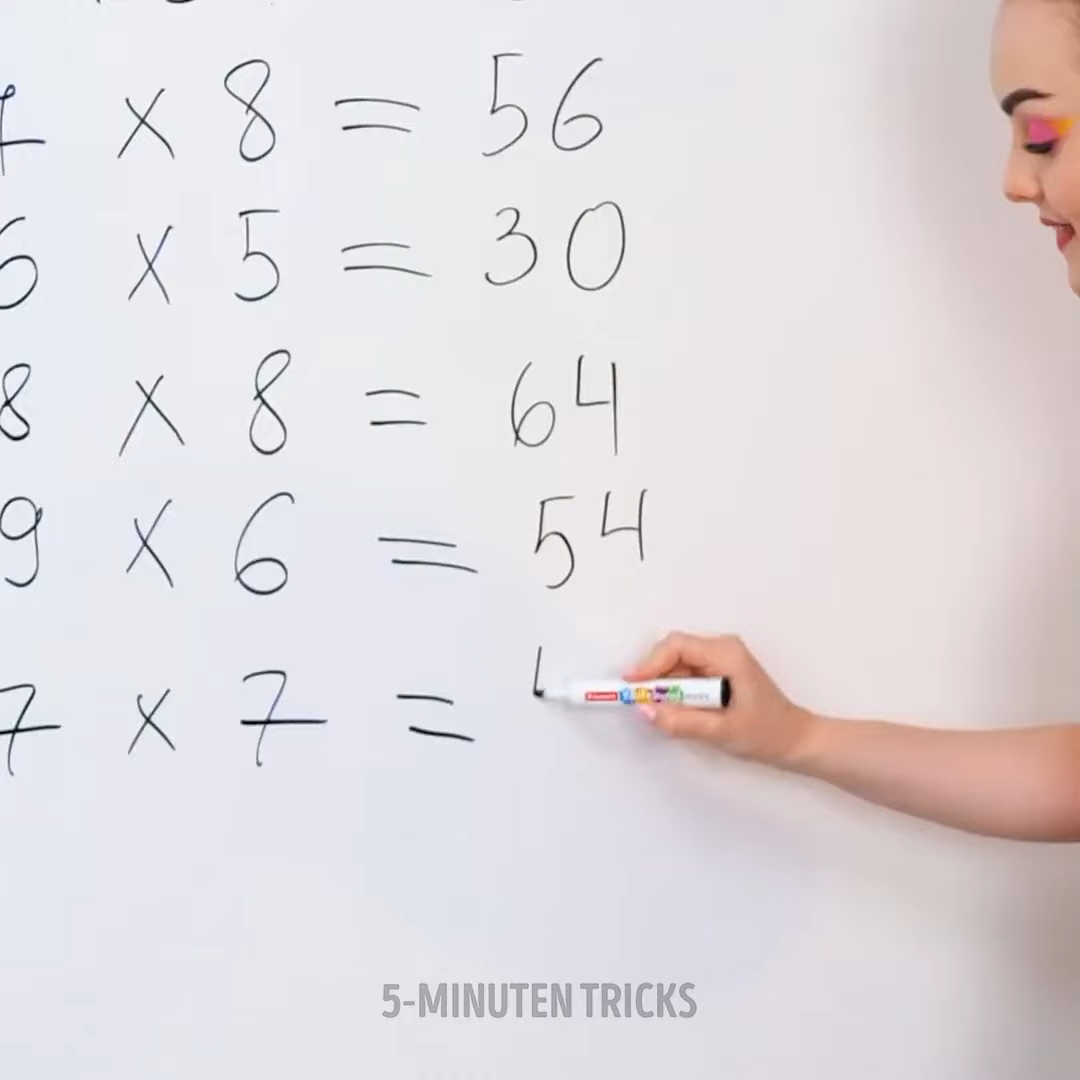 7 x 8 = 56
6 x 5 = 30
8 x 8 = 64
9 x 6 = 54
7 x 7 =
5-MINUTEN TRICKS